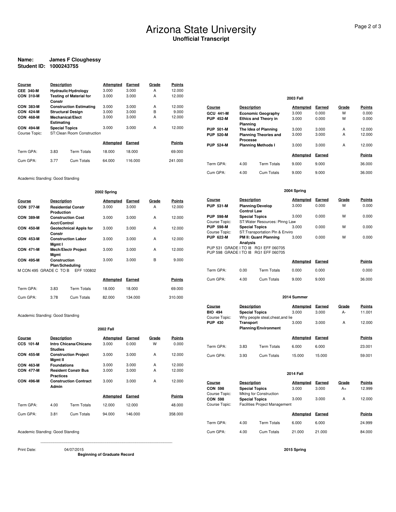 Arizona State University
Page 2 of 3
Unofficial Transcript
Name: James F Cloughessy
Student ID: 1000243755
Course Description Attempted Earned Grade Points
CEE 340-M Hydraulic/Hydrology 3.000 3.000 A 12.000
CON 310-M Testing of Material for 3.000 3.000 A 12.000
Constr
CON 383-M Construction Estimating 3.000 3.000 A 12.000
CON 424-M Structural Design 3.000 3.000 B 9.000
CON 468-M Mechanical/Elect 3.000 3.000 A 12.000
Estimating
CON 494-M Special Topics 3.000 3.000 A 12.000
Course Topic: ST:Clean Room Construction
Attempted Earned Points
Term GPA: 3.83 Term Totals 18.000 18.000 69.000
Cum GPA: 3.77 Cum Totals 64.000 116.000 241.000
Academic Standing: Good Standing
2002 Spring
Course Description Attempted Earned Grade Points
CON 377-M Residential Constr 3.000 3.000 A 12.000
Production
CON 389-M Construction Cost 3.000 3.000 A 12.000
Acct/Control
CON 450-M Geotechnical Appls for 3.000 3.000 A 12.000
Constr
CON 453-M Construction Labor 3.000 3.000 A 12.000
Mgmt I
CON 471-M Mech-Electr Project 3.000 3.000 A 12.000
Mgmt
CON 495-M Construction 3.000 3.000 B 9.000
Plan/Scheduling
M CON 495 GRADE C TO B EFF 100802
Attempted Earned Points
Term GPA: 3.83 Term Totals 18.000 18.000 69.000
Cum GPA: 3.78 Cum Totals 82.000 134.000 310.000
Academic Standing: Good Standing
2002 Fall
Course Description Attempted Earned Grade Points
CCS 101-M Intro Chicana-Chicano 3.000 0.000 W 0.000
Studies
CON 455-M Construction Project 3.000 3.000 A 12.000
Mgmt II
CON 463-M Foundations 3.000 3.000 A 12.000
CON 477-M Resident Constr Bus 3.000 3.000 A 12.000
Practices
CON 496-M Construction Contract 3.000 3.000 A 12.000
Admin
Attempted Earned Points
Term GPA: 4.00 Term Totals 12.000 12.000 48.000
Cum GPA: 3.81 Cum Totals 94.000 146.000 358.000
Academic Standing: Good Standing
Print Date: 04/07/2015
Beginning of Graduate Record
2003 Fall
Course Description Attempted Earned Grade Points
GCU 441-M Economic Geography 3.000 0.000 W 0.000
PUP 452-M Ethics and Theory in 3.000 0.000 W 0.000
Planning
PUP 501-M The Idea of Planning 3.000 3.000 A 12.000
PUP 520-M Planning Theories and 3.000 3.000 A 12.000
Processe
PUP 524-M Planning Methods I 3.000 3.000 A 12.000
Attempted Earned Points
Term GPA: 4.00 Term Totals 9.000 9.000 36.000
Cum GPA: 4.00 Cum Totals 9.000 9.000 36.000
2004 Spring
Course Description Attempted Earned Grade Points
PUP 531-M Planning/Develop 3.000 0.000 W 0.000
Control Law
PUP 598-M Special Topics 3.000 0.000 W 0.000
Course Topic: ST:Water Resources, Plnng,Law
PUP 598-M Special Topics 3.000 0.000 W 0.000
Course Topic: ST:Transportation Pln & Enviro
PUP 622-M PM II: Quant Planning 3.000 0.000 W 0.000
Analysis
PUP 531 GRADE I TO W RG1 EFF 060705
PUP 598 GRADE I TO W RG1 EFF 060705
Attempted Earned Points
Term GPA: 0.00 Term Totals 0.000 0.000 0.000
Cum GPA: 4.00 Cum Totals 9.000 9.000 36.000
2014 Summer
Course Description Attempted Earned Grade Points
BIO 494 Special Topics 3.000 3.000 A- 11.001
Course Topic: Why people steal,cheat,and lie
PUP 430 Transport 3.000 3.000 A 12.000
Planning/Environment
Attempted Earned Points
Term GPA: 3.83 Term Totals 6.000 6.000 23.001
Cum GPA: 3.93 Cum Totals 15.000 15.000 59.001
2014 Fall
Course Description Attempted Earned Grade Points
CON 598 Special Topics 3.000 3.000 A+ 12.999
Course Topic: Mining for Construction
CON 598 Special Topics 3.000 3.000 A 12.000
Course Topic: Facilities Project Management
Attempted Earned Points
Term GPA: 4.00 Term Totals 6.000 6.000 24.999
Cum GPA: 4.00 Cum Totals 21.000 21.000 84.000
2015 Spring